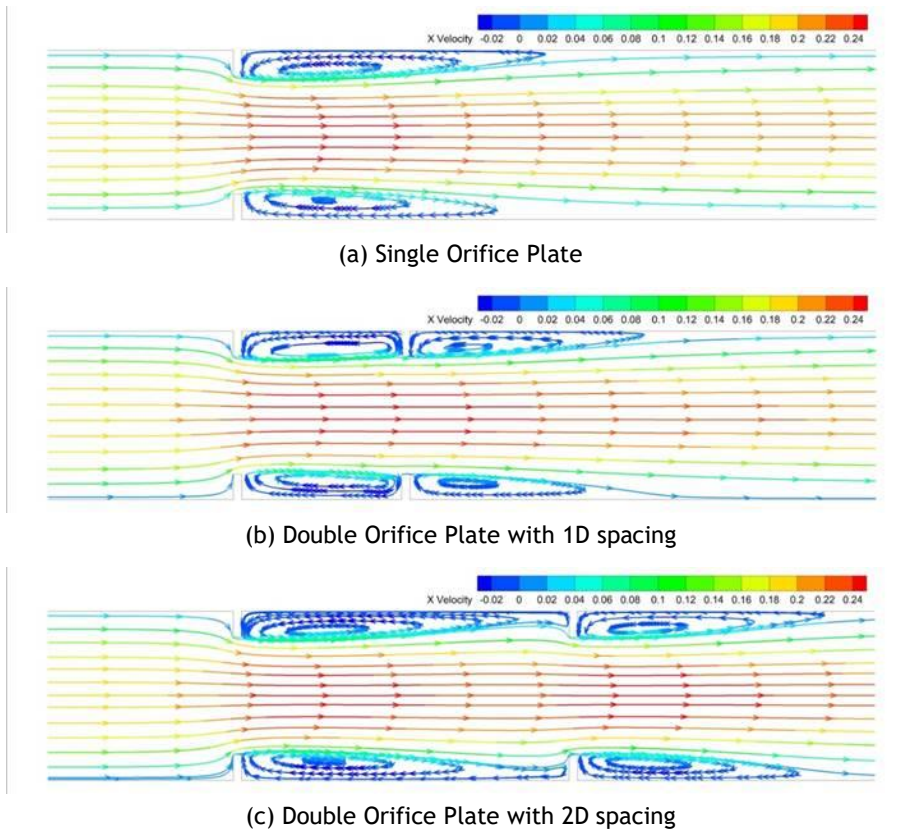 X Velocity -0.02 0 0.02 0.04 0.06 0.08 0.1 0.12 0.14 0.16 0.18 0.2 0.22 0.24
(a) Single Orifice Plate
X Velocity -0.02 0 0.02 0.04 0.06 0.08 0.1 0.12 0.14 0.16 0.18 0.2 0.22 0.24
(b) Double Orifice Plate with 1D spacing
X Velocity -0.02 0 0.02 0.04 0.06 0.08 0.1 0.12 0.14 0.16 0.18 0.2 0.22 0.24
(c) Double Orifice Plate with 2D spacing